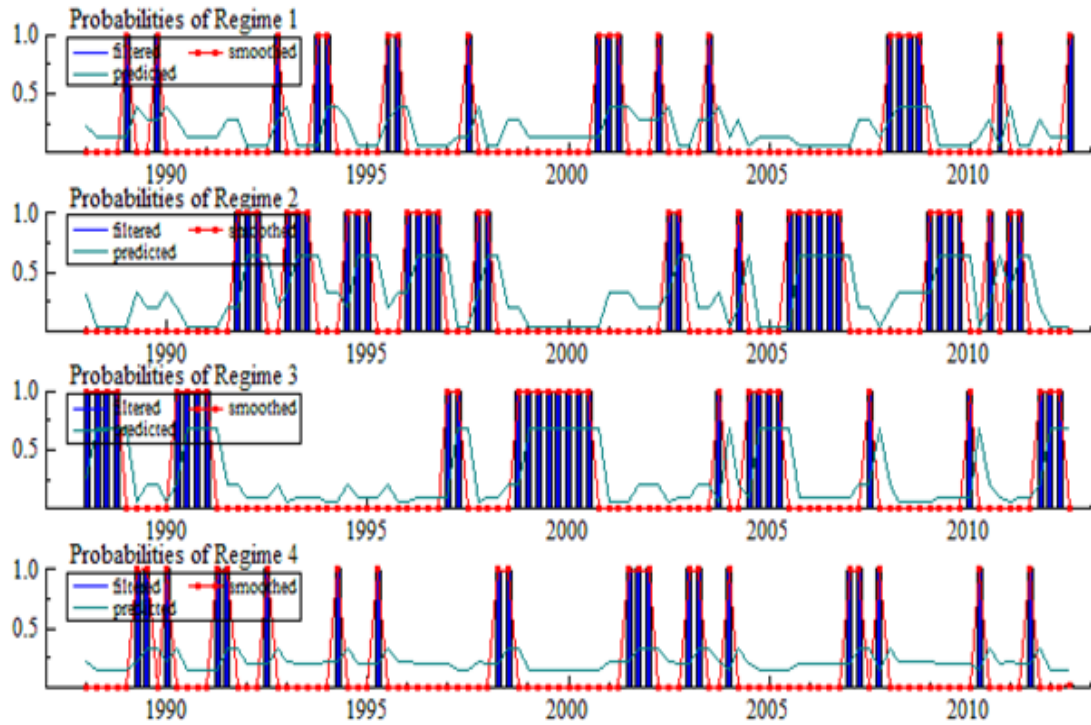 Probabilities of Regime 1
1.0
filtered
smoothed
predicted
0.5
1990 1995 2000 2005 2010
Probabilities of Regime 2
1.0
filtered
smoothed
predicted
0.5
1990 1995 2000 2005 2010
Probabilities of Regime 3
1.0
filtered
smoothed
predicted
0.5
1990 1995 2000 2005 2010
Probabilities of Regime 4
1.0
filtered
smoothed
predicted
0.5
1990 1995 2000 2005 2010